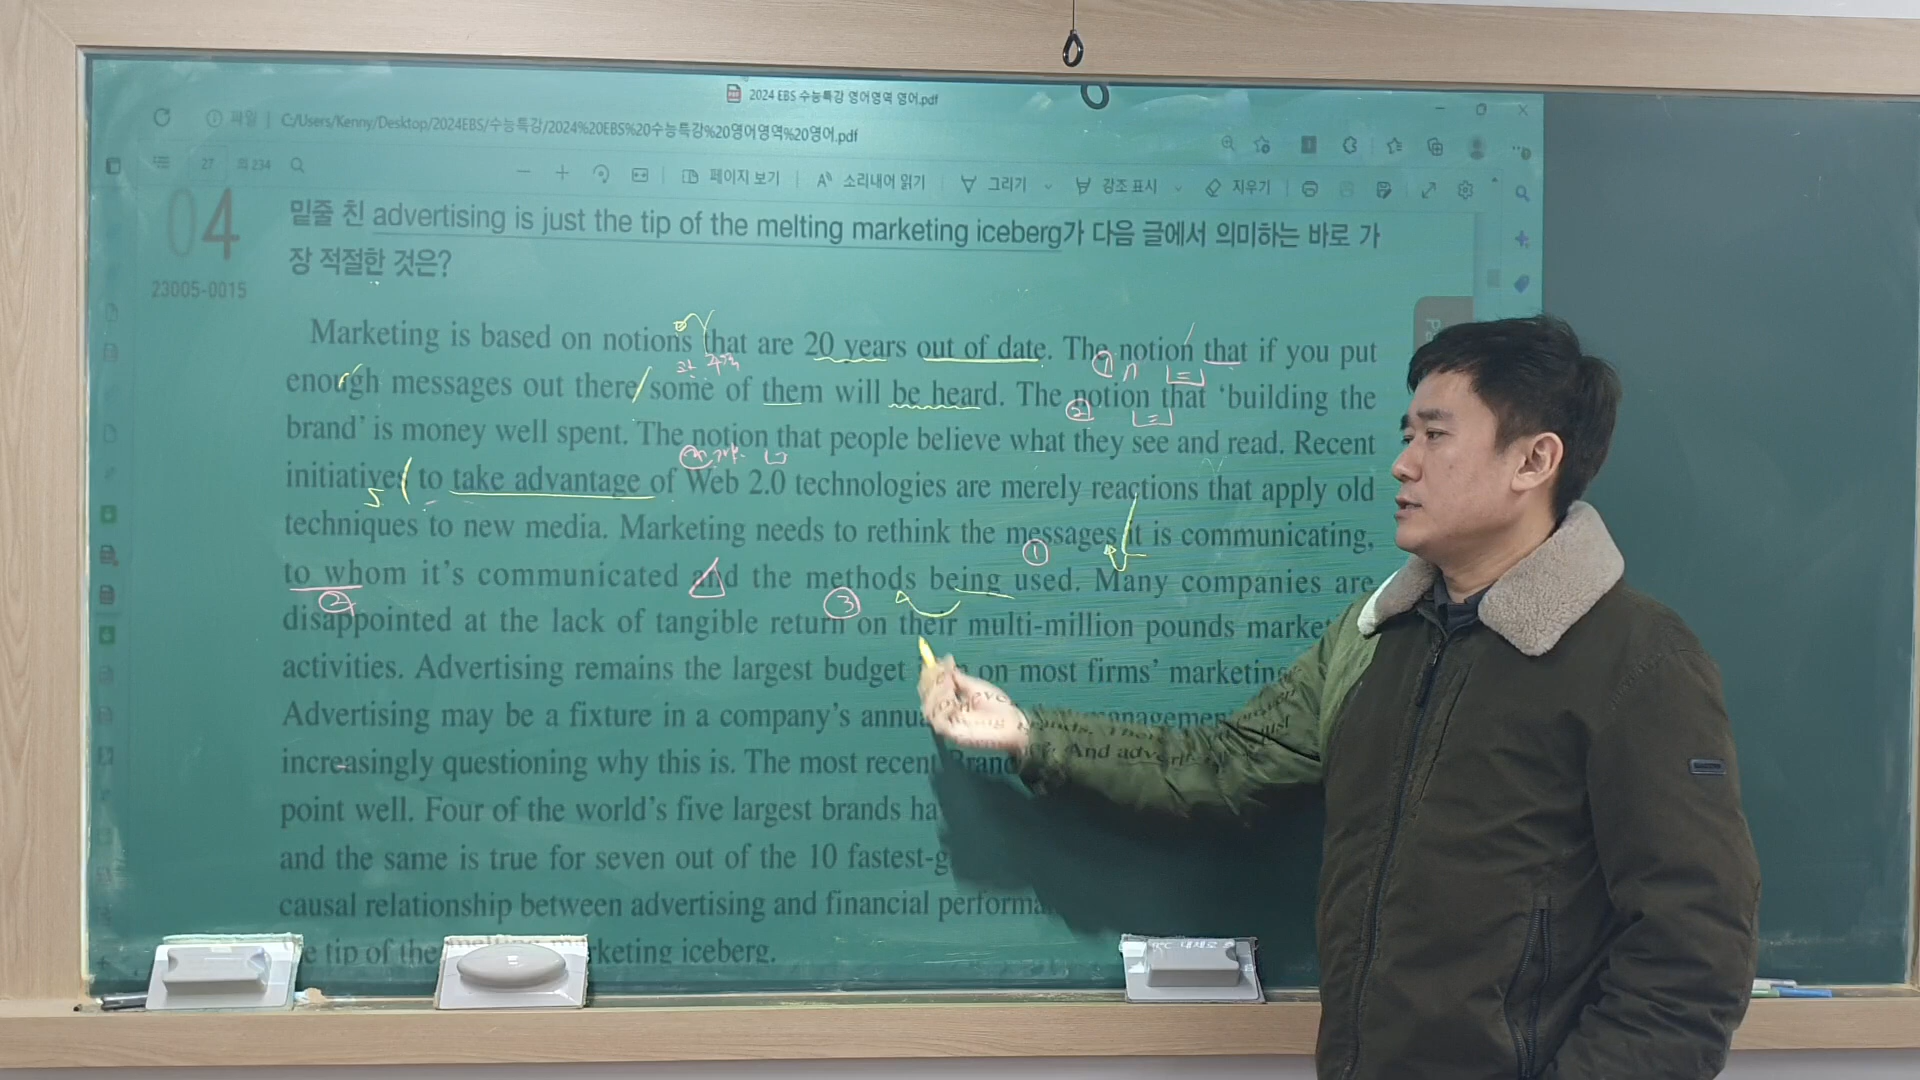 2024 EBS 수능특강 영어영역 영어.pdf
파일 | C:/Users/Kenny/Desktop/2024EBS/수능특강/2024%20EBS%20수능특강%20영어영역%20영어.pdf
27 의 234
페이지 보기 | 소리내어 읽기 | 그리기 강조 표시 지우기
04 밑줄 친 advertising is just the tip of the melting marketing iceberg가 다음 글에서 의미하는 바로 가
장 적절한 것은?
23005-0015
Marketing is based on notions that are 20 years out of date. The notion that if you put
enough messages out there some of them will be heard. The notion that ‘building the
brand’ is money well spent. The notion that people believe what they see and read. Recent
initiatives to take advantage of Web 2.0 technologies are merely reactions that apply old
techniques to new media. Marketing needs to rethink the messages it is communicating,
to whom it’s communicated and the methods being used. Many companies are
disappointed at the lack of tangible return on their multi-million pounds
activities. Advertising remains the largest budget on most firms’ marketing
Advertising may be a fixture in a company’s
increasingly questioning why this is. The most recent
point well. Four of the world’s five largest brands
and the same is true for seven out of the 10
causal relationship between advertising and financial
tip of the marketing iceberg.
①
②
①
②
③